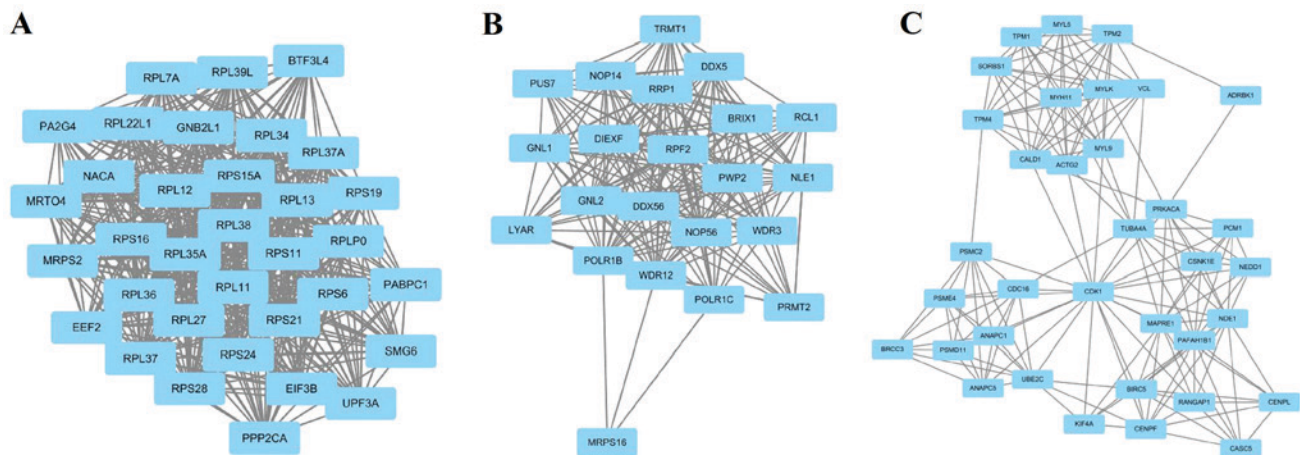 A
BTF3L4
RPL39L
RPL7A
PA2G4
RPL22L1
GNB2L1
RPL34
RPL37A
NACA
RPS15A
RPS19
MRTO4
RPL12
RPL13
RPL38
RPS16
RPS11
RPLP0
MRPS2
RPL35A
PABPC1
RPL11
RPL36
RPS6
EEF2
RPL27
RPS21
SMG6
RPL37
RPS24
RPS28
EIF3B
UPF3A
PPP2CA
B
TRMT1
NOP14
DDX5
PUS7
RRP1
BRIX1
RCL1
DIEXF
GNL1
RPF2
PWP2
NLE1
GNL2
DDX56
LYAR
NOP56
WDR3
POLR1B
WDR12
POLR1C
PRMT2
MRPS16
C
MYL5
TPM1
TPM2
SORBS1
MYLK
VCL
ADRBK1
MYH11
TPM4
MYL9
CALD1
ACTG2
PRKACA
TUBA4A
PCM1
PSMC2
CSNK1E
NEDD1
CDC16
CDK1
PSME4
MAPRE1
NDE1
ANAPC1
PAFAH1B1
BRCC3
PSMD11
ANAPC5
UBE2C
BIRC5
RANGAP1
CENPL
KIF4A
CENPF
CASC5